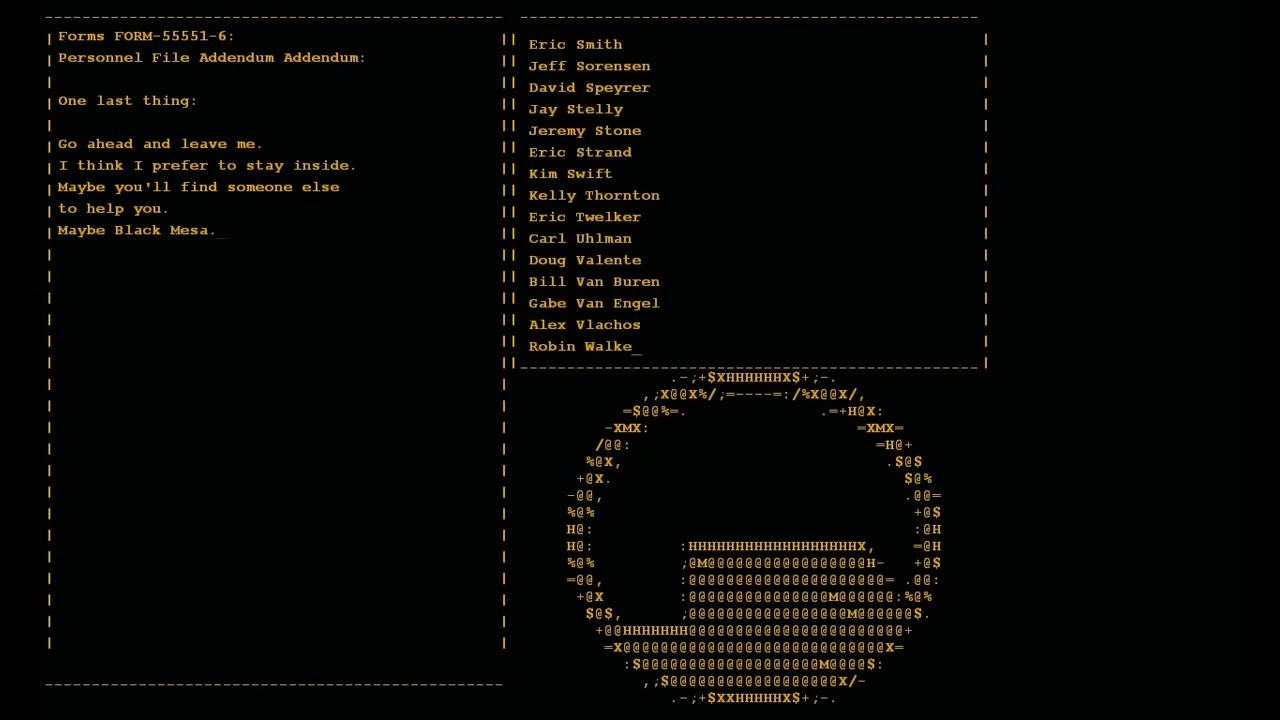 Forms FORM-55551-6:
Personnel File Addendum Addendum:
One last thing:
Go ahead and leave me.
I think I prefer to stay inside.
Maybe you'll find someone else
to help you.
Maybe Black Mesa._
Eric Smith
Jeff Sorensen
David Speyrer
Jay Stelly
Jeremy Stone
Eric Strand
Kim Swift
Kelly Thornton
Eric Twelker
Carl Uhlman
Doug Valente
Bill Van Buren
Gabe Van Engel
Alex Vlachos
Robin Walke_